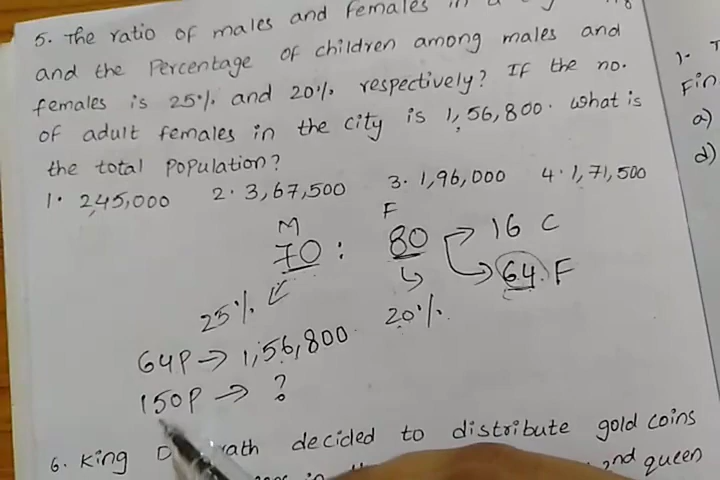 5. The ratio of males and females in a
and the Percentage of children among males and
females is 25% and 20% respectively? If the no.
of adult females in the city is 1,56,800. what is
the total population?
1. 245,000 2. 3,67,500 3. 1,96,000 4. 1,71,500
M F
70 : 80 → 16 C
→ 64 F
25% 20%
64P → 1,56,800
150P → ?
6. King decided to distribute gold coins
2nd queen
1.
Fin
a)
d)